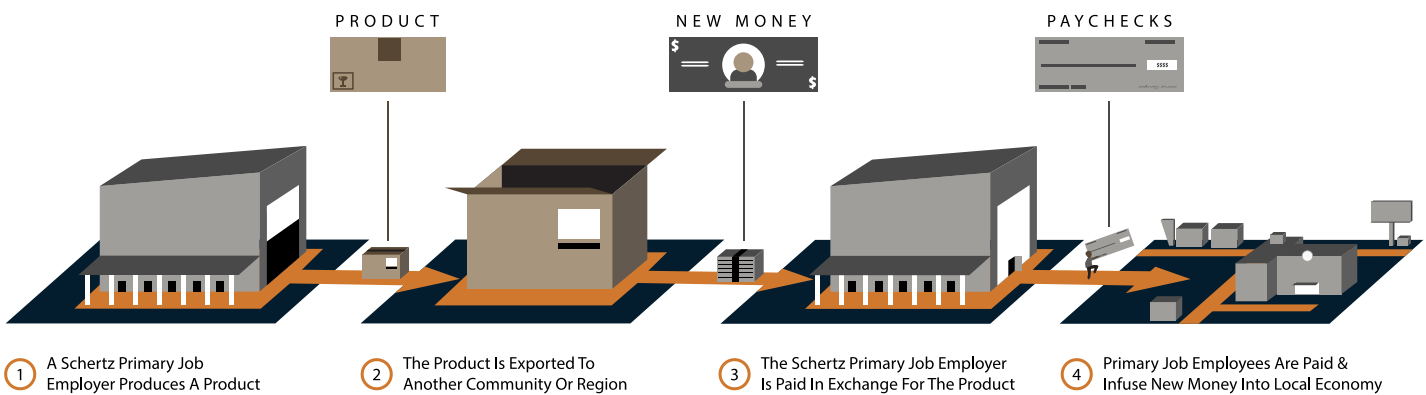 PRODUCT
NEW MONEY
PAYCHECKS
$
$
$$$$
1
A Schertz Primary Job
Employer Produces A Product
2
The Product Is Exported To
Another Community Or Region
3
The Schertz Primary Job Employer
Is Paid In Exchange For The Product
4
Primary Job Employees Are Paid &
Infuse New Money Into Local Economy